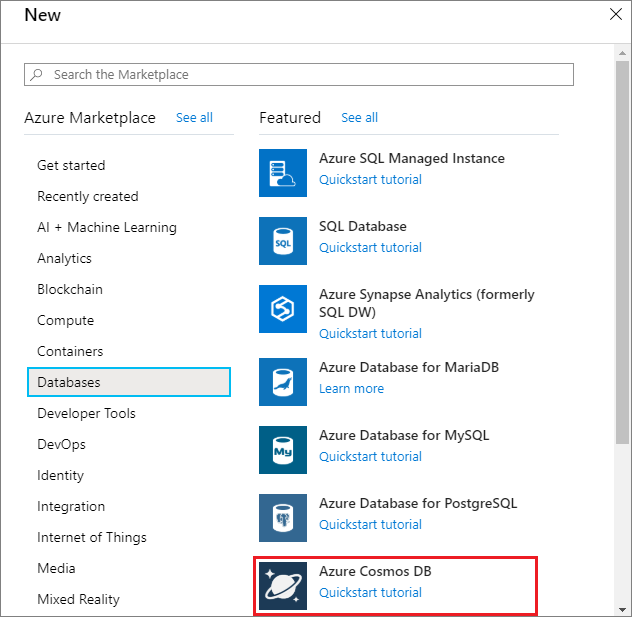 New
Search the Marketplace
Azure Marketplace See all
Get started
Recently created
AI + Machine Learning
Analytics
Blockchain
Compute
Containers
Databases
Developer Tools
DevOps
Identity
Integration
Internet of Things
Media
Mixed Reality
Featured See all
Azure SQL Managed Instance
Quickstart tutorial
SQL
SQL Database
Quickstart tutorial
Azure Synapse Analytics (formerly
SQL DW)
Quickstart tutorial
Azure Database for MariaDB
Learn more
My
Azure Database for MySQL
Quickstart tutorial
Azure Database for PostgreSQL
Quickstart tutorial
Azure Cosmos DB
Quickstart tutorial